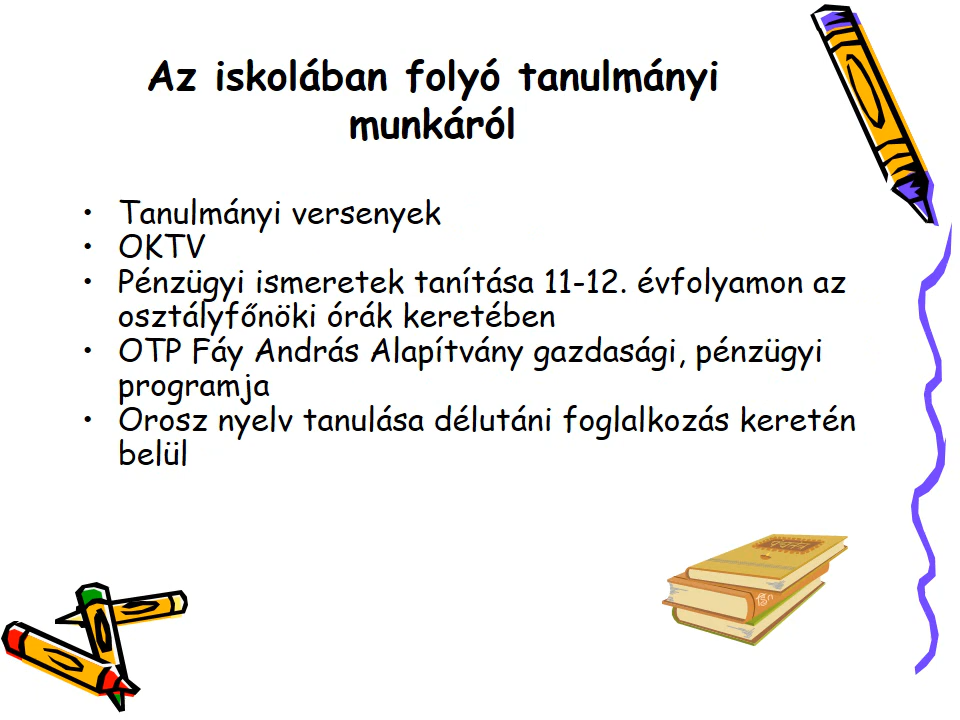 Az iskolában folyó tanulmányi
munkáról
• Tanulmányi versenyek
• OKTV
• Pénzügyi ismeretek tanítása 11-12. évfolyamon az
osztályfőnöki órák keretében
• OTP Fáy András Alapítvány gazdasági, pénzügyi
programja
• Orosz nyelv tanulása délutáni foglalkozás keretén
belül